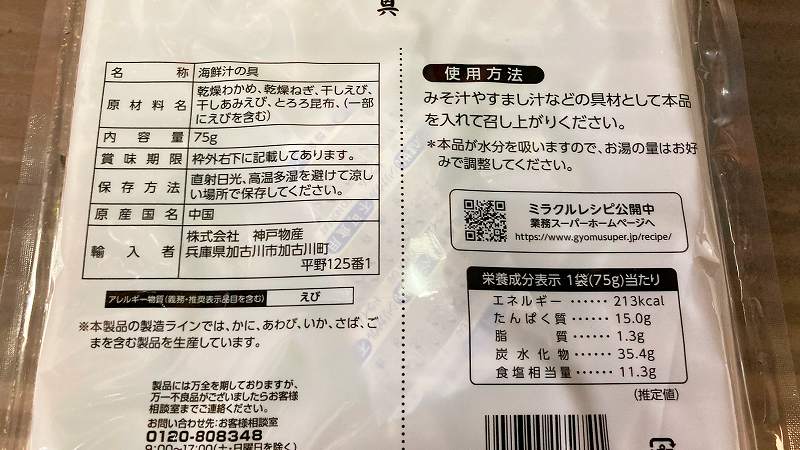 具
名称 海鮮汁の具
原材料名 乾燥わかめ、乾燥ねぎ、干しえび、
干しあみえび、とろろ昆布、(一部
にえびを含む)
内容量 75g
賞味期限 枠外右下に記載してあります。
保存方法 直射日光、高温多湿を避けて涼し
い場所で保存してください。
原産国名 中国
輸入者 株式会社 神戸物産
兵庫県加古川市加古川町
平野125番1
アレルギー物質(義務・推奨表示品目を含む) えび
※本製品の製造ラインでは、かに、あわび、いか、さば、ご
まを含む製品を生産しています。
製品には万全を期しておりますが、
万一不良品がございましたらお客様
相談室までご連絡ください。
お問い合わせ先:お客様相談室
0120-808348
9:00~17:00(土・日曜日を除く)
使用方法
みそ汁やすまし汁などの具材として本品
を入れて召し上がりください。
*本品が水分を吸いますので、お湯の量はお好
みで調整してください。
ミラクルレシピ公開中
業務スーパーホームページへ
https://www.gyomusuper.jp/recipe/
栄養成分表示 1袋(75g)当たり
エネルギー……213kcal
たんぱく質……15.0g
脂質……1.3g
炭水化物……35.4g
食塩相当量……11.3g
(推定値)